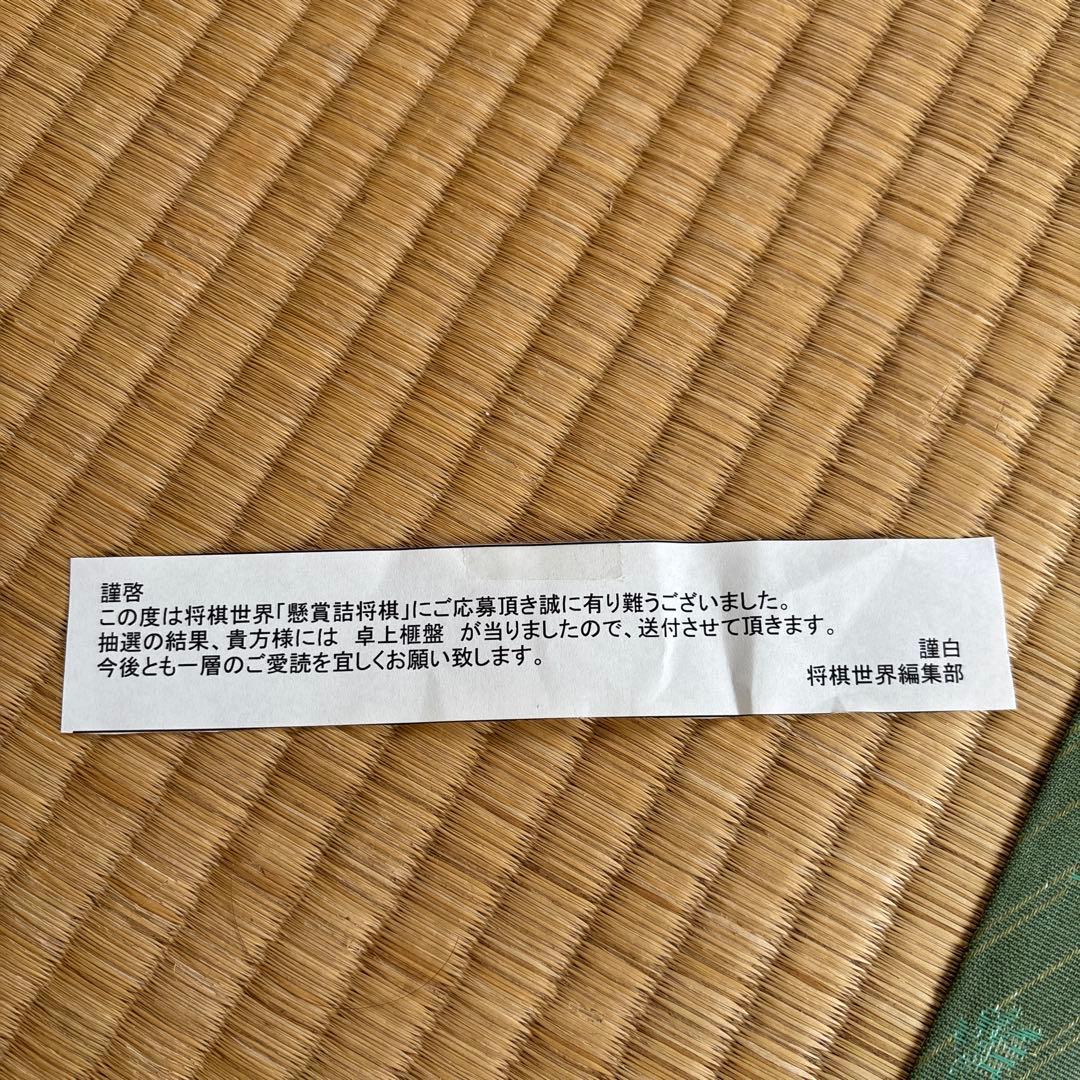 謹啓
この度は将棋世界｢懸賞詰将棋｣にご応募頂き誠に有り難うございました。
抽選の結果、貴方様には　卓上榧盤　が当りましたので、送付させて頂きます。
今後とも一層のご愛読を宜しくお願い致します。
謹白
将棋世界編集部